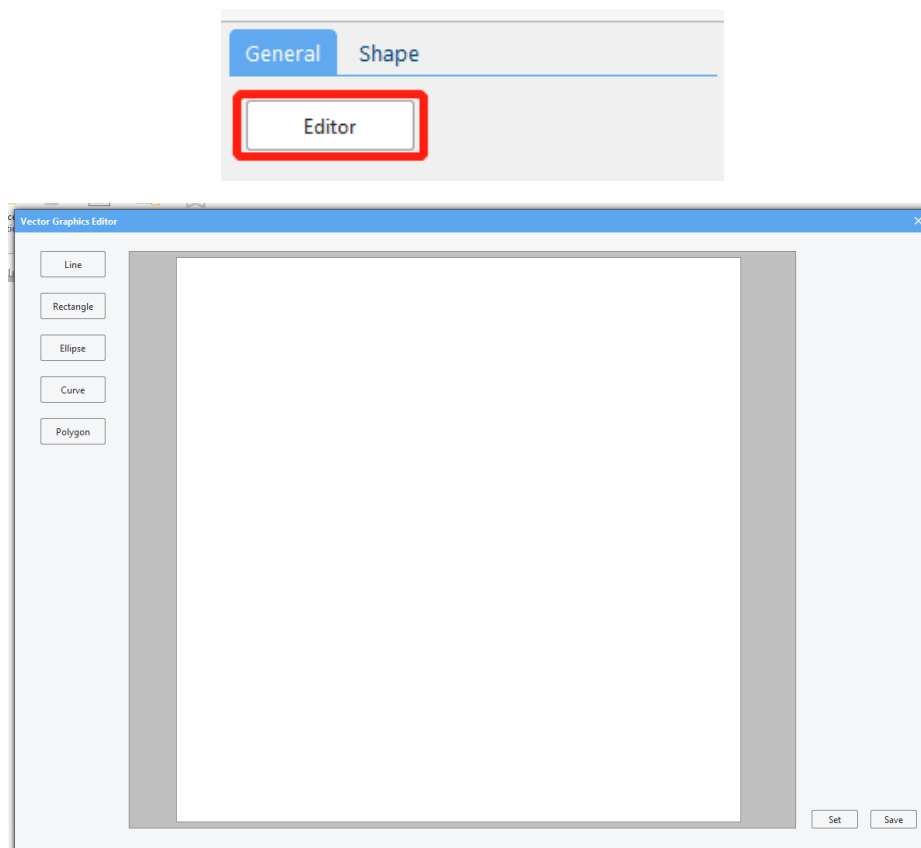 General Shape
Editor
Vector Graphics Editor
Line
Rectangle
Ellipse
Curve
Polygon
Set Save